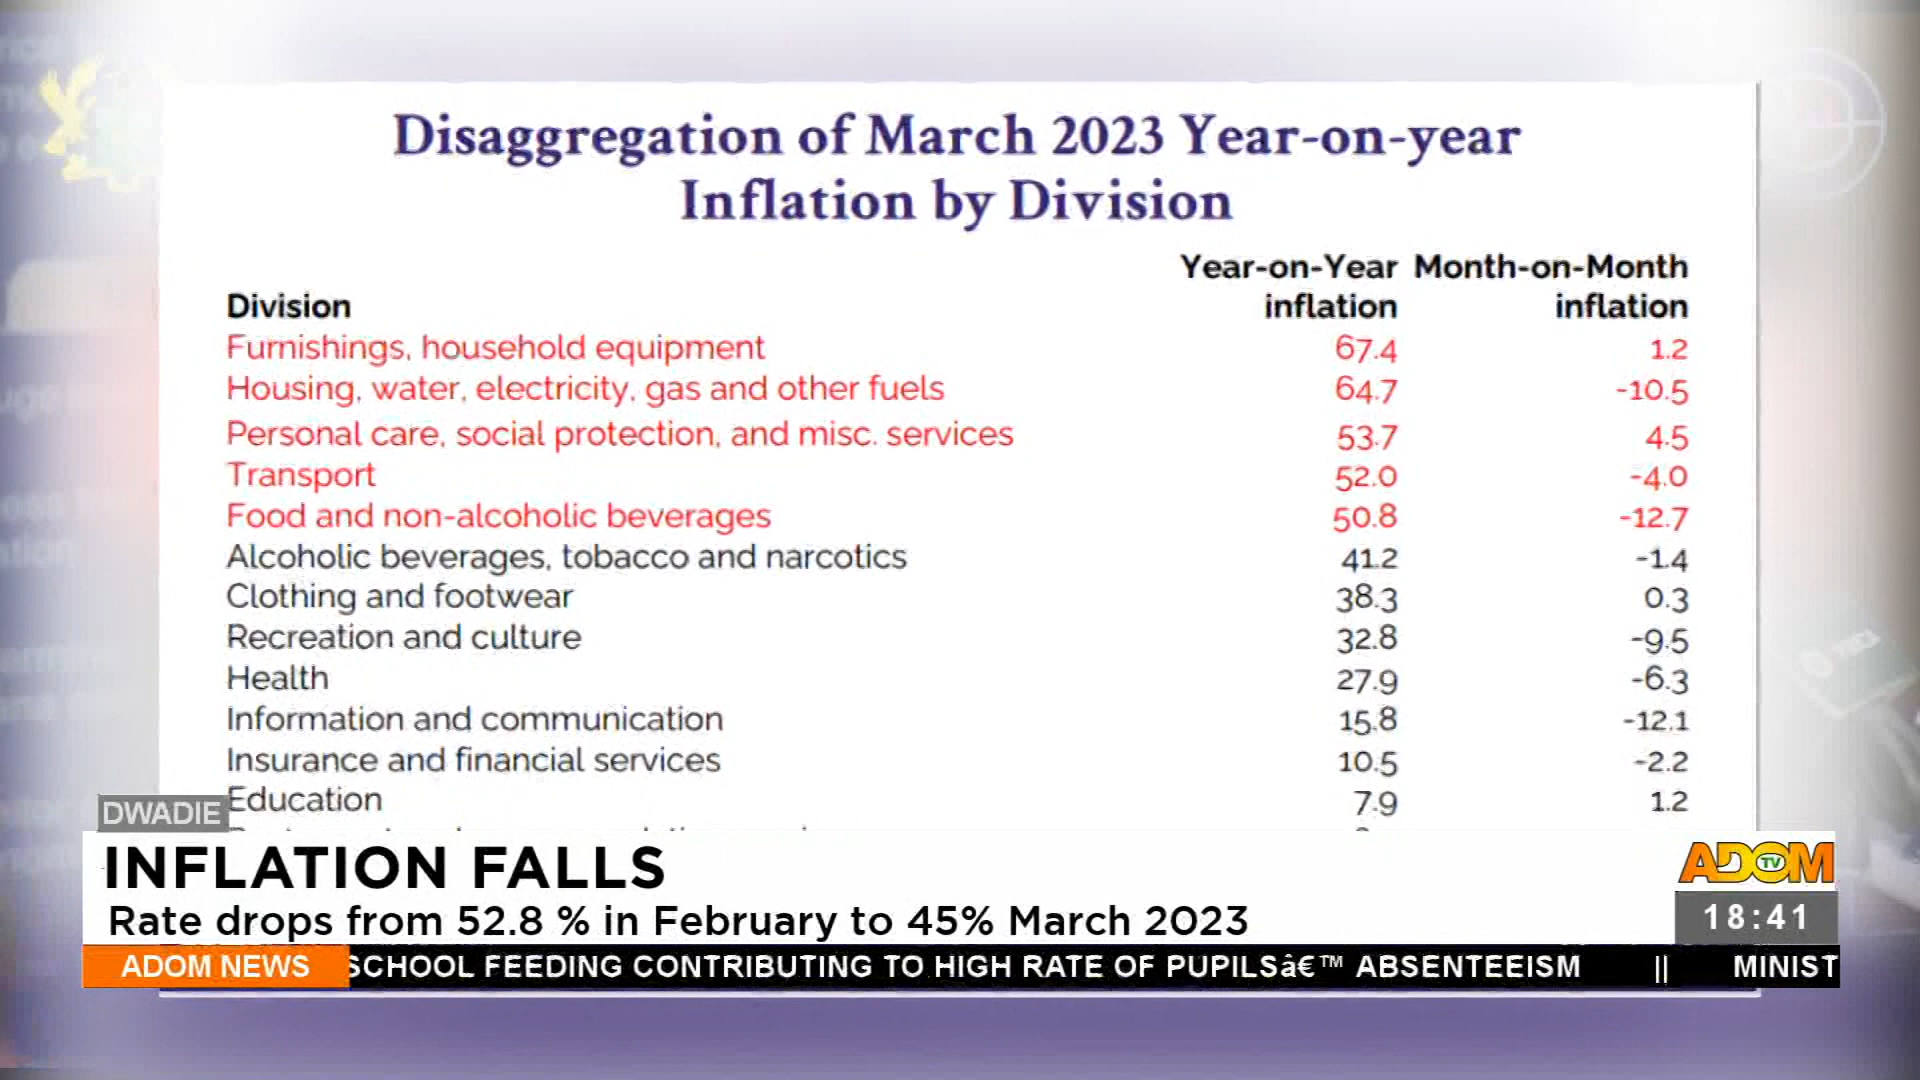 Disaggregation of March 2023 Year-on-year
Inflation by Division
Year-on-Year Month-on-Month
Division inflation inflation
Furnishings, household equipment 67.4 1.2
Housing, water, electricity, gas and other fuels 64.7 -10.5
Personal care, social protection, and misc. services 53.7 4.5
Transport 52.0 -4.0
Food and non-alcoholic beverages 50.8 -12.7
Alcoholic beverages, tobacco and narcotics 41.2 -1.4
Clothing and footwear 38.3 0.3
Recreation and culture 32.8 -9.5
Health 27.9 -6.3
Information and communication 15.8 -12.1
Insurance and financial services 10.5 -2.2
Education 7.9 1.2
DWADIE
INFLATION FALLS
Rate drops from 52.8 % in February to 45% March 2023
ADOM TV
18:41
ADOM NEWS SCHOOL FEEDING CONTRIBUTING TO HIGH RATE OF PUPILSâ€™ ABSENTEEISM || MINIST